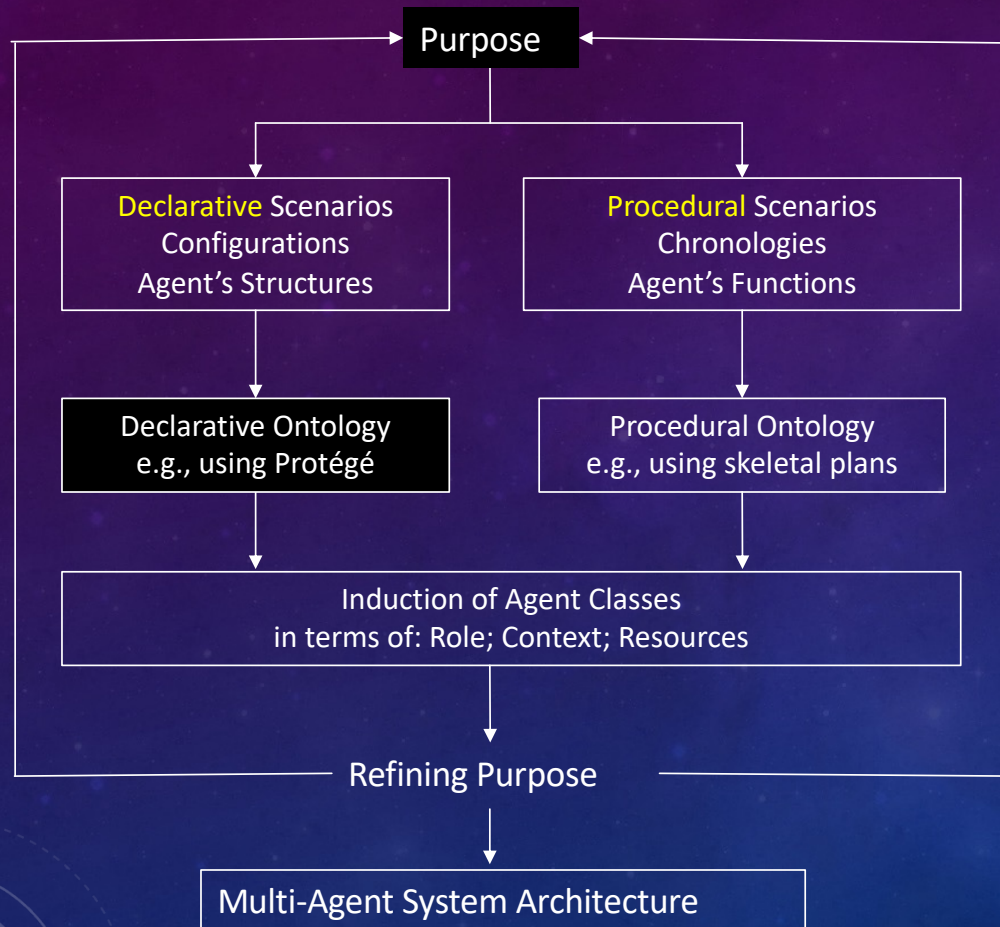 Purpose
Declarative Scenarios
Configurations
Agent’s Structures
Procedural Scenarios
Chronologies
Agent’s Functions
Declarative Ontology
e.g., using Protégé
Procedural Ontology
e.g., using skeletal plans
Induction of Agent Classes
in terms of: Role; Context; Resources
Refining Purpose
Multi-Agent System Architecture